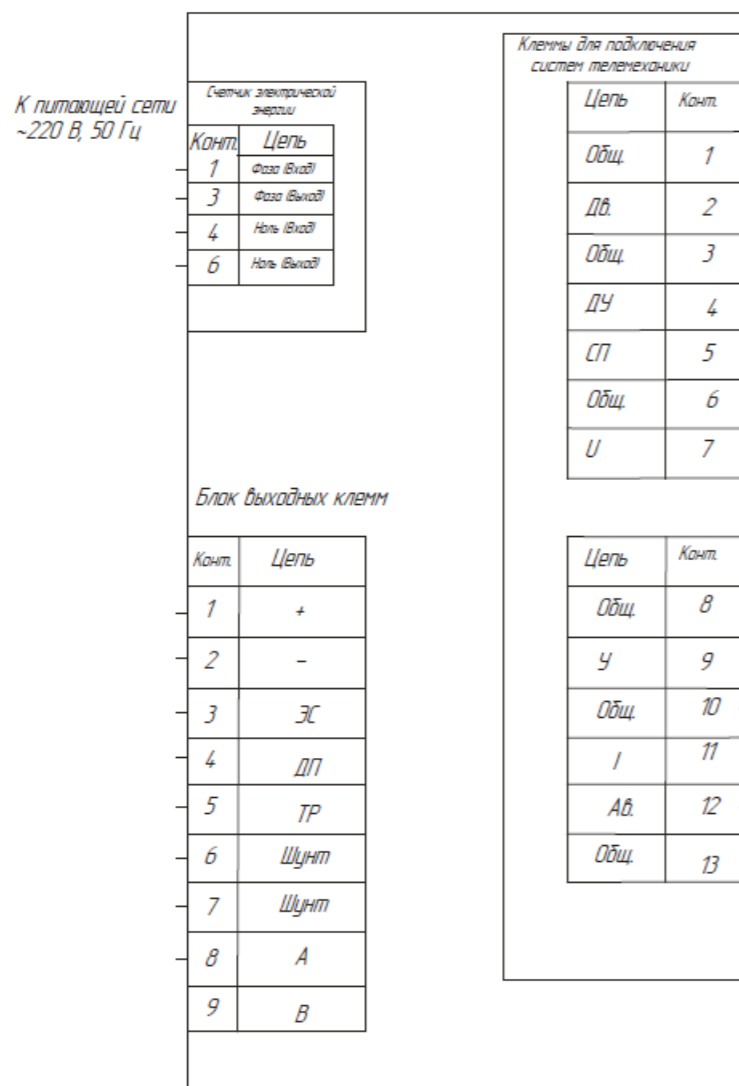 К питающей сети
~220 В, 50 Гц
Счетчик электрической
энергии
Конт. Цепь
1 Фаза (Вход)
3 Фаза (Выход)
4 Ноль (Вход)
6 Ноль (Выход)
Блок выходных клемм
Конт. Цепь
1 +
2 -
3 ЭС
4 ДП
5 ТР
6 Шунт
7 Шунт
8 А
9 В
Клеммы для подключения
систем телемеханики
Цепь Конт.
Общ. 1
Дв. 2
Общ. 3
ДУ 4
СП 5
Общ. 6
U 7
Цепь Конт.
Общ. 8
У 9
Общ. 10
I 11
Ав. 12
Общ. 13